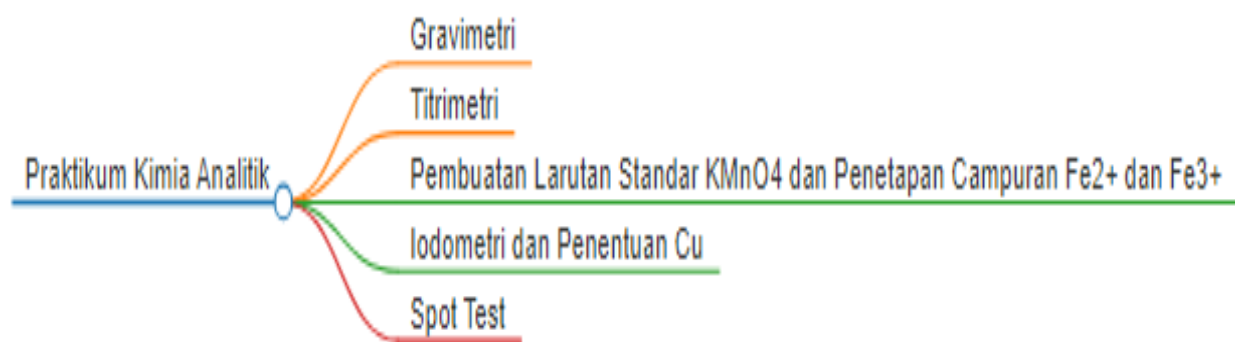 Gravimetri
Titrimetri
Praktikum Kimia Analitik
Pembuatan Larutan Standar KMnO4 dan Penetapan Campuran Fe2+ dan Fe3+
Iodometri dan Penentuan Cu
Spot Test